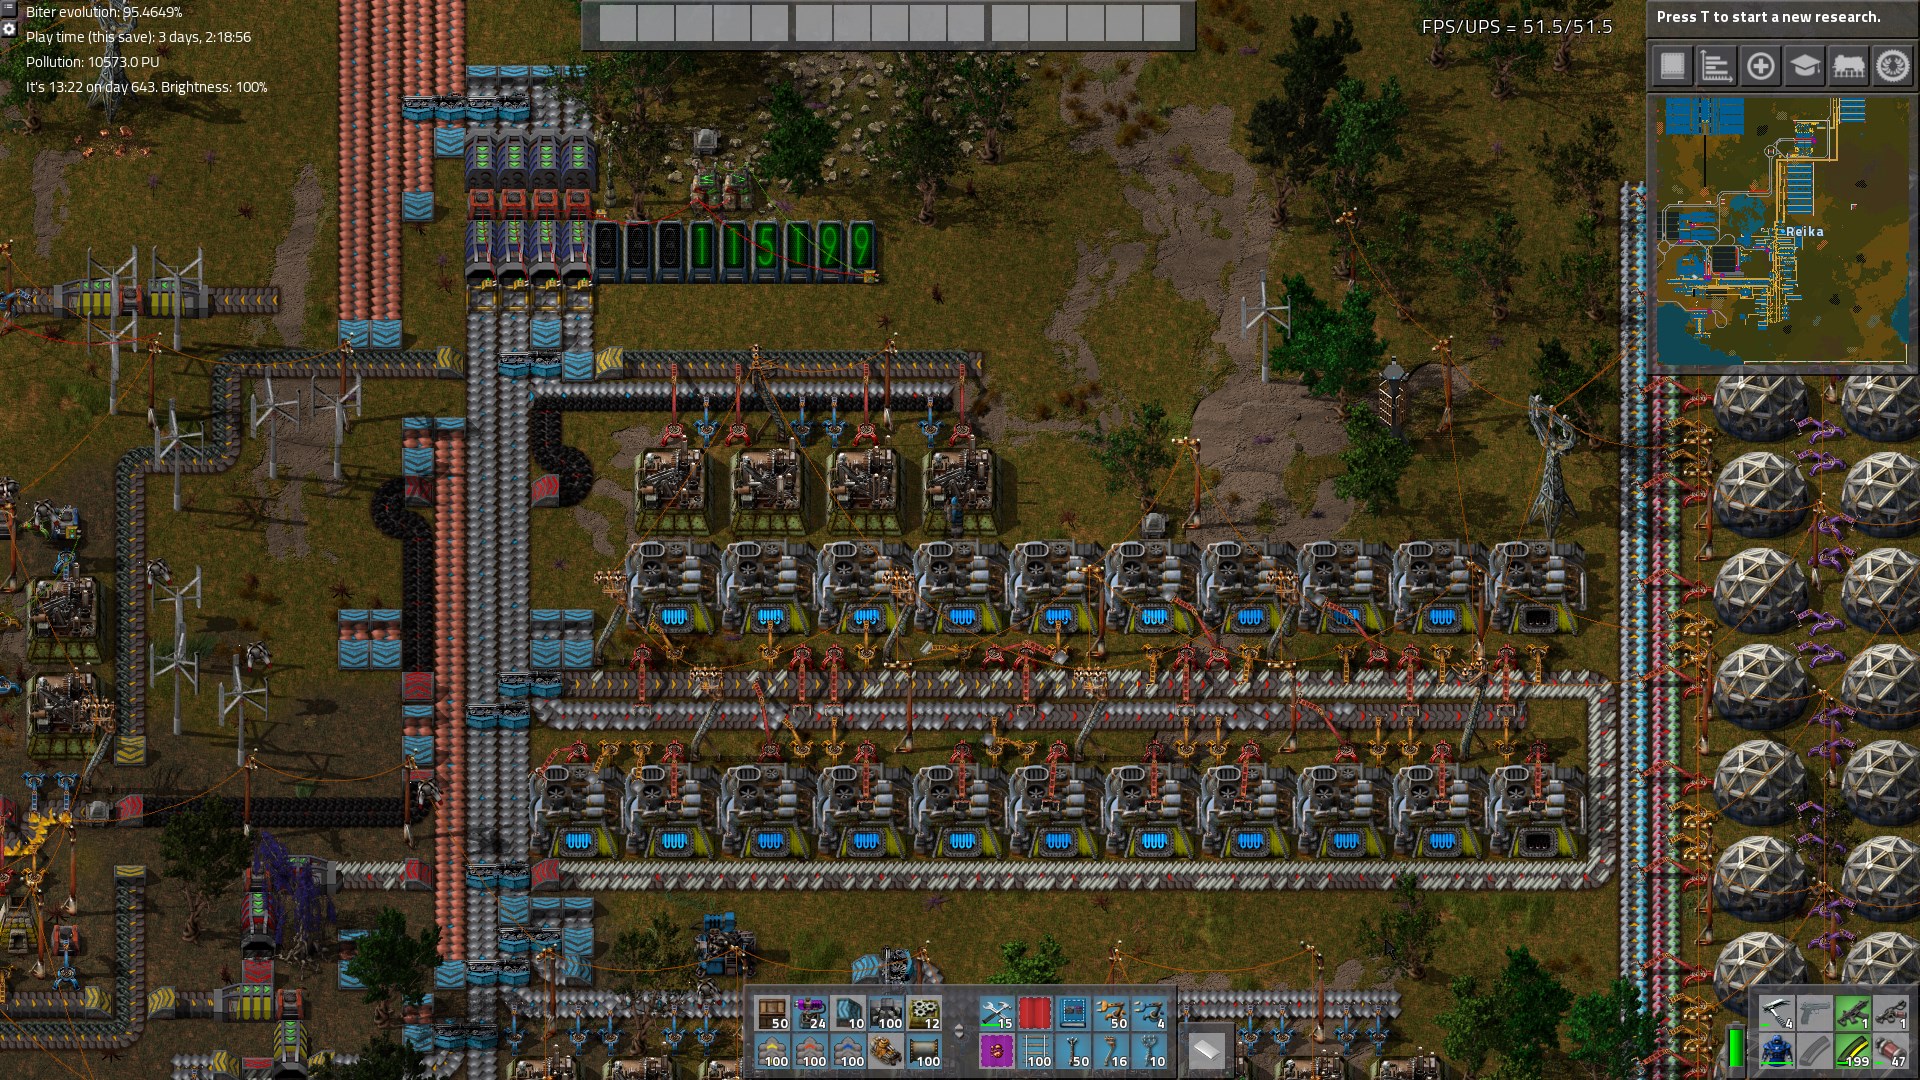 Biter evolution: 95.4649%
Play time (this save): 3 days, 2:18:56
Pollution: 10573.0 PU
It's 13:22 on day 643. Brightness: 100%
FPS/UPS = 51.5/51.5
Press T to start a new research.
Reika
115199
50 24 10 100 12
15 50 4
100 100 100 100
100 50 16 10
4 1 1
199 47